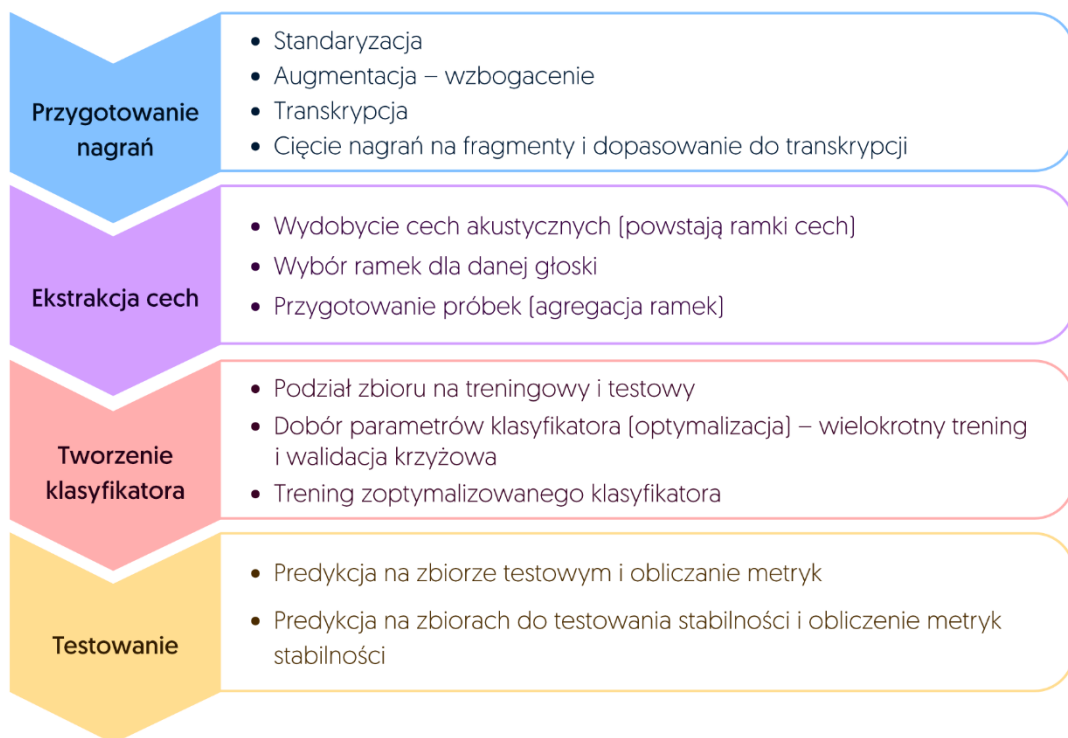 Przygotowanie
nagrań
• Standaryzacja
• Augmentacja – wzbogacenie
• Transkrypcja
• Cięcie nagrań na fragmenty i dopasowanie do transkrypcji
Ekstrakcja cech
• Wydobycie cech akustycznych (powstają ramki cech)
• Wybór ramek dla danej głoski
• Przygotowanie próbek (agregacja ramek)
Tworzenie
klasyfikatora
• Podział zbioru na treningowy i testowy
• Dobór parametrów klasyfikatora (optymalizacja) – wielokrotny trening
i walidacja krzyżowa
• Trening zoptymalizowanego klasyfikatora
Testowanie
• Predykcja na zbiorze testowym i obliczanie metryk
• Predykcja na zbiorach do testowania stabilności i obliczenie metryk
stabilności